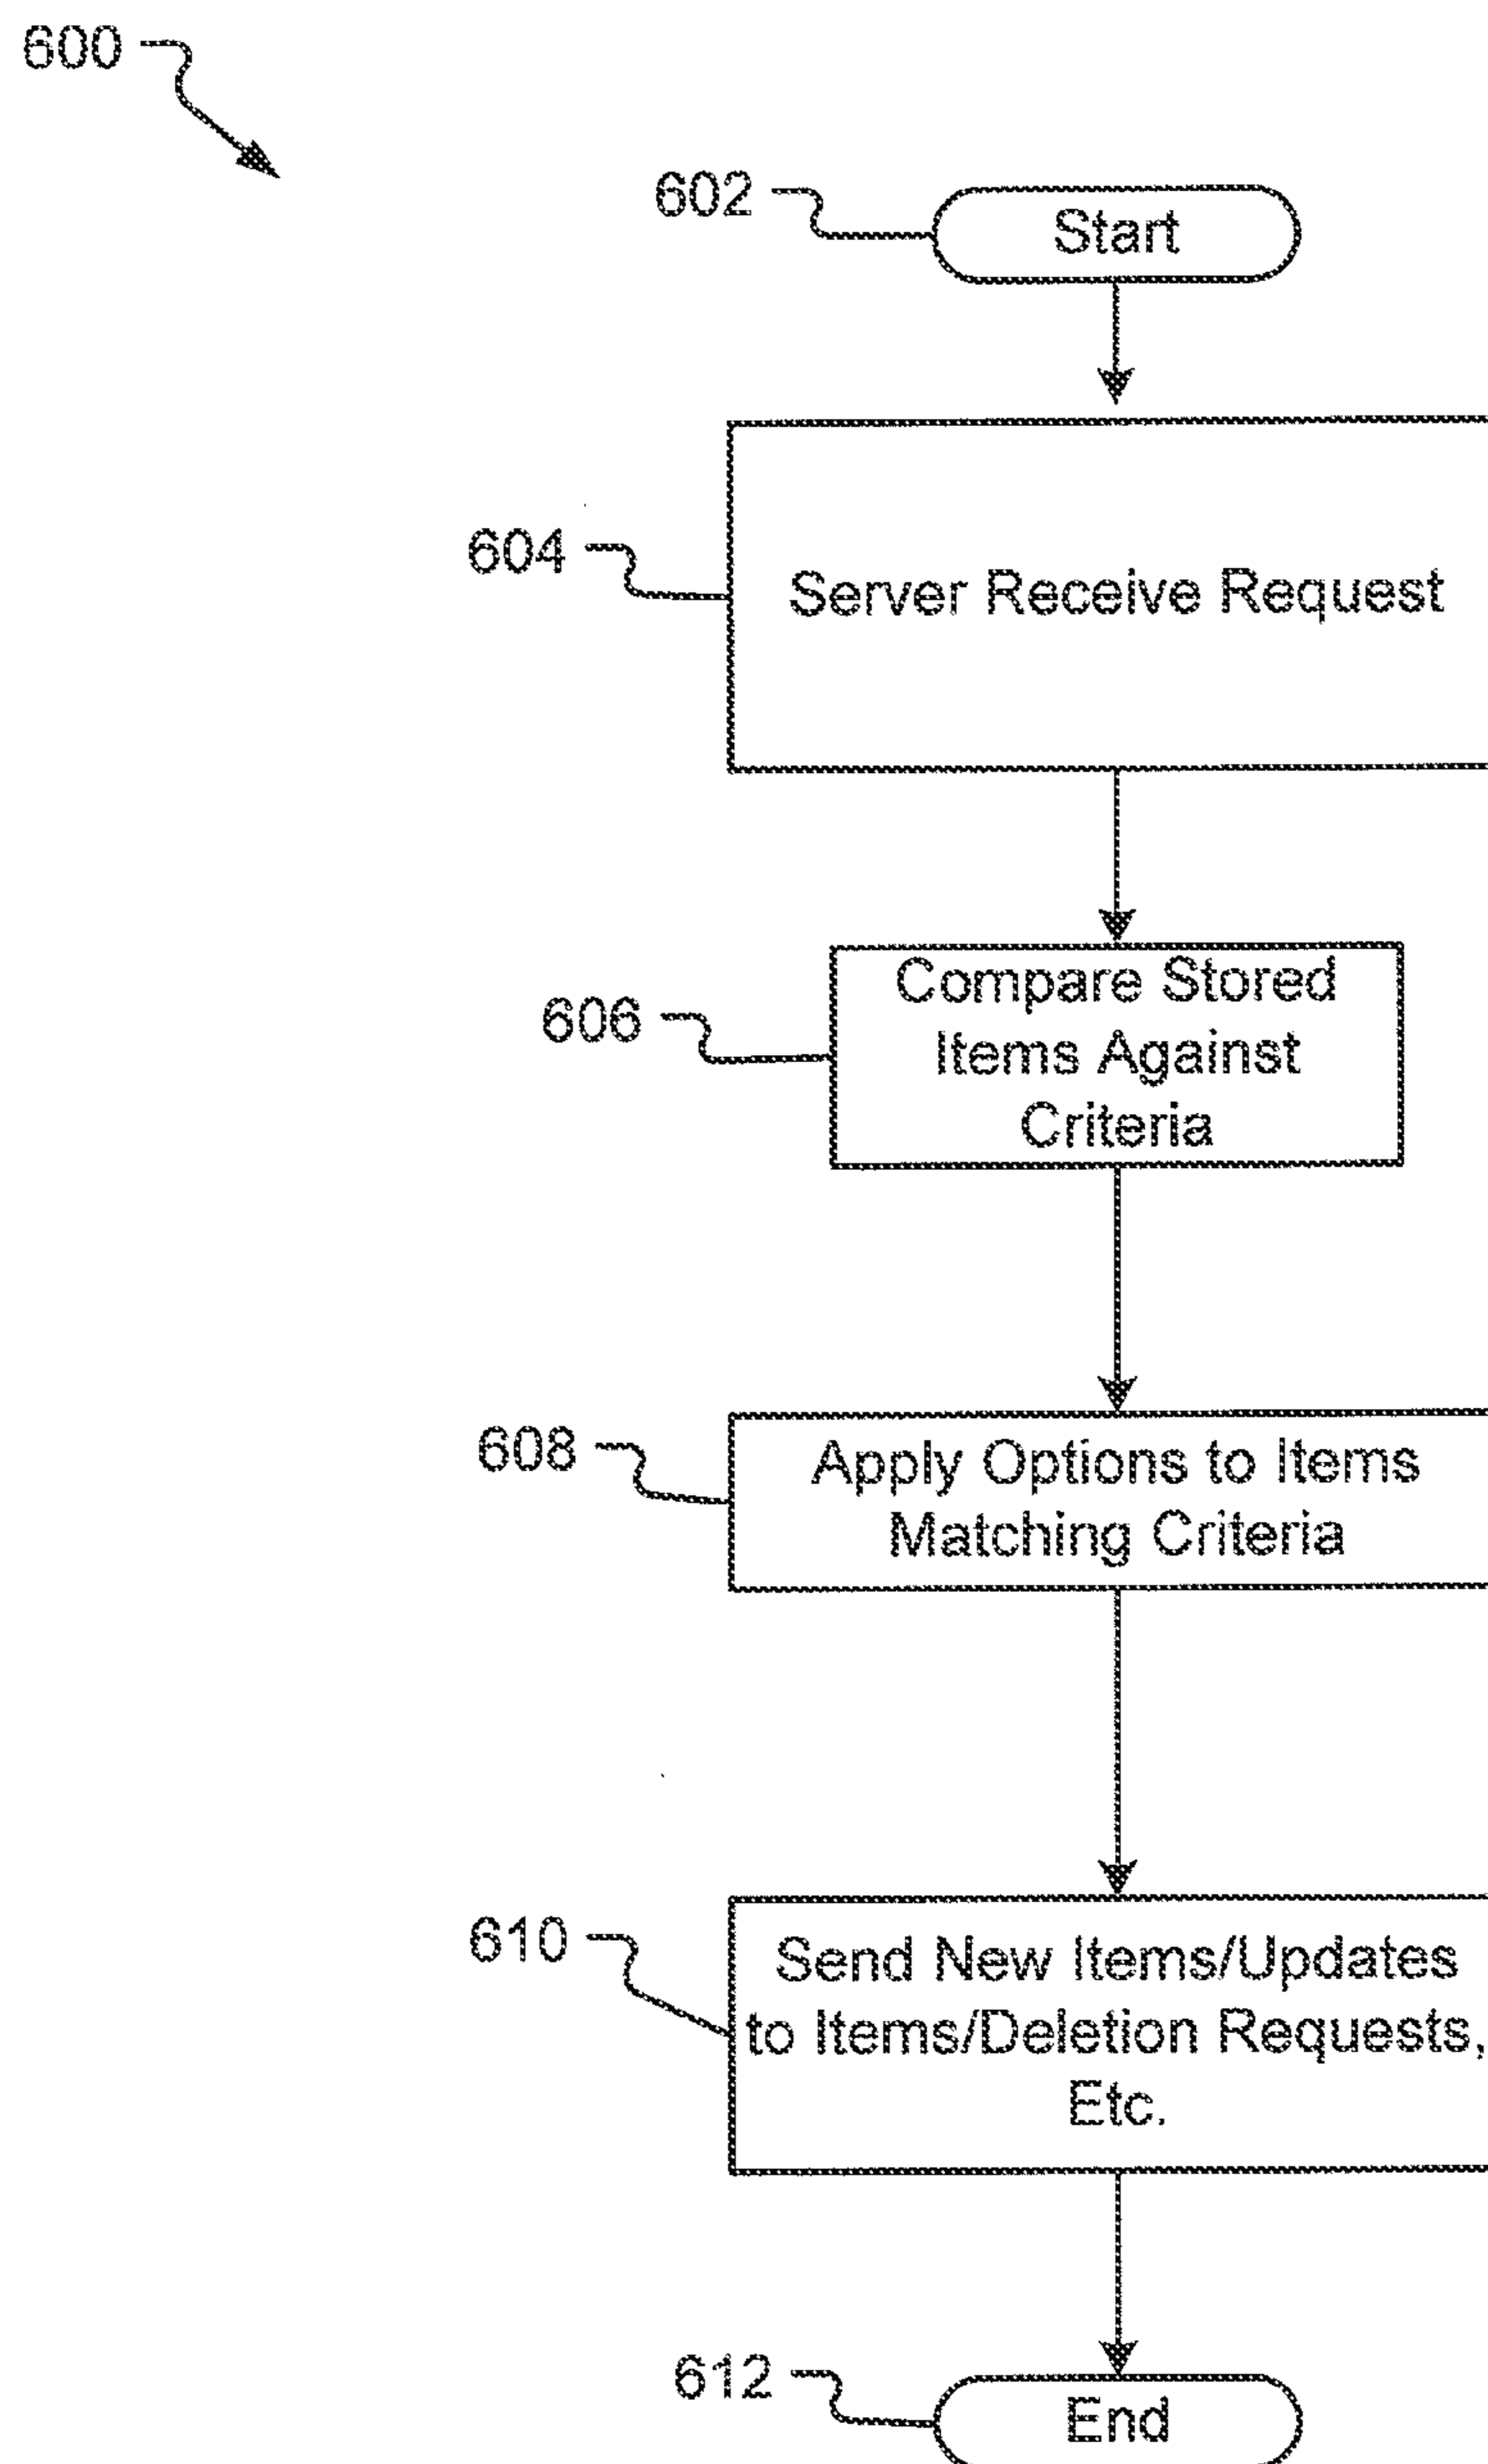 600
602
Start
604
Server Receive Request
606
Compare Stored
Items Against
Criteria
608
Apply Options to Items
Matching Criteria
610
Send New Items/Updates
to Items/Deletion Requests,
Etc.
612
End